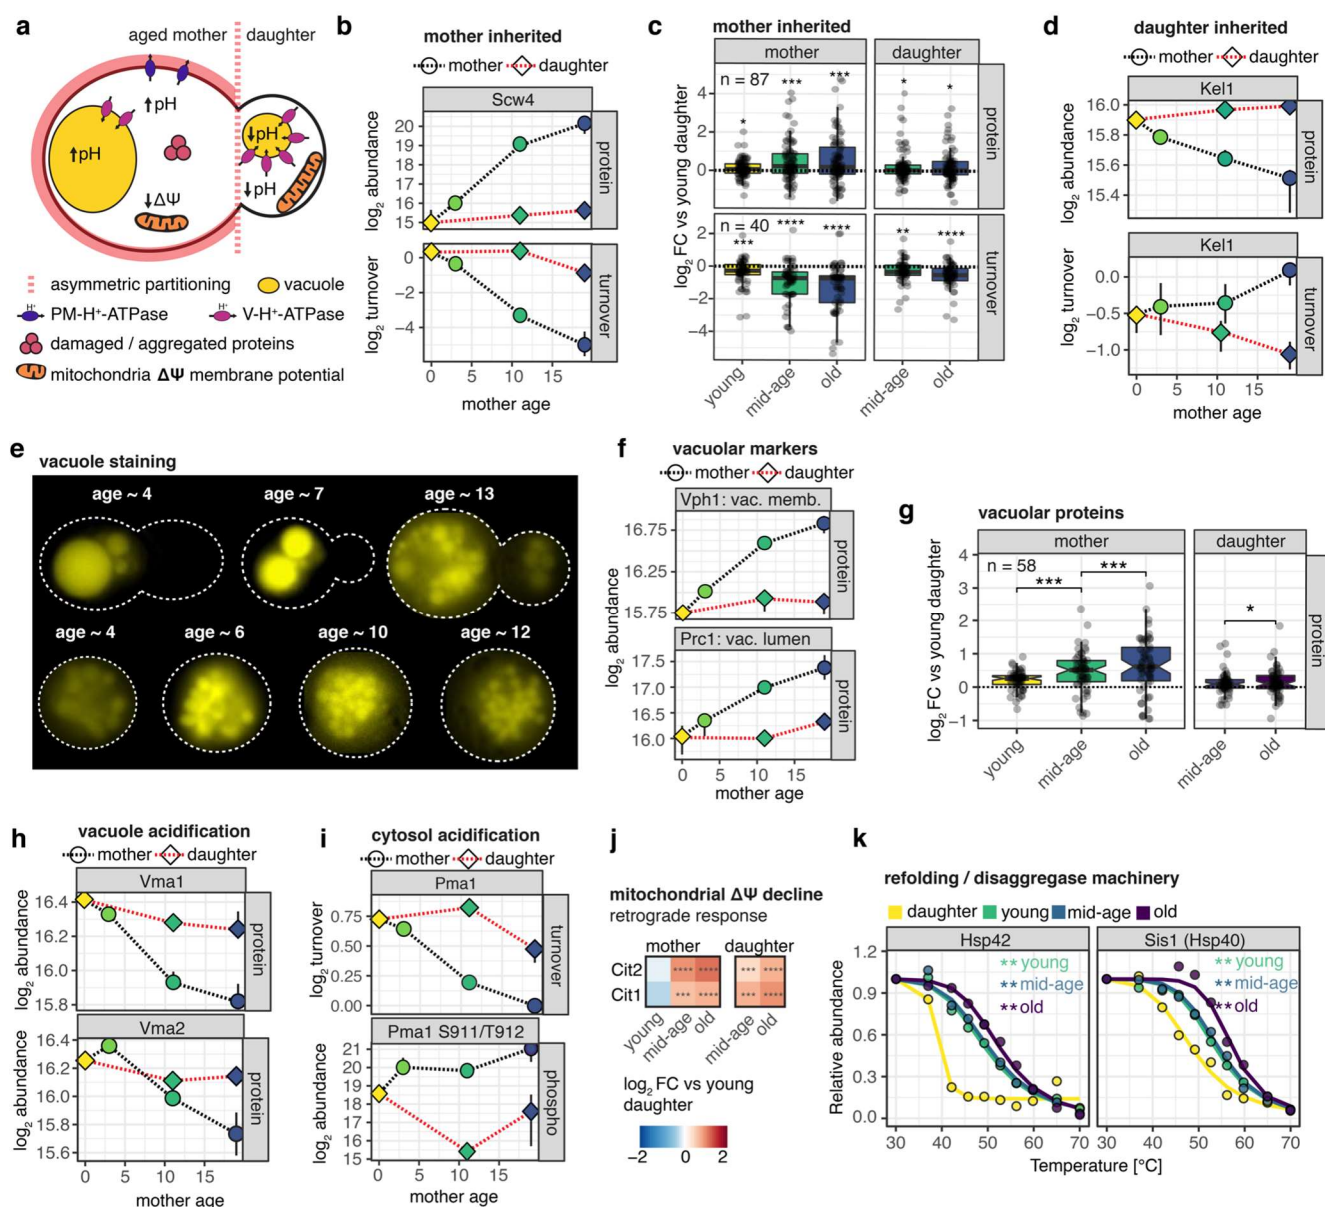 a
aged mother
daughter
↑pH
↑pH
↓pH
↓pH
↓ΔΨ
asymmetric partitioning
vacuole
H⁺
PM-H⁺-ATPase
H⁺
V-H⁺-ATPase
damaged / aggregated proteins
mitochondria ΔΨ membrane potential
b
mother inherited
mother
daughter
Scw4
log₂ abundance
20
19
18
17
16
15
protein
log₂ turnover
0
−2
−4
turnover
0
5
10
15
mother age
c
mother inherited
mother
daughter
n = 87
*
***
***
*
*
log₂ FC vs young daughter
4
2
0
protein
n = 40
***
****
****
**
****
2
0
−2
−4
turnover
young
mid-age
old
mid-age
old
d
daughter inherited
mother
daughter
Kel1
log₂ abundance
16.0
15.8
15.6
15.4
protein
Kel1
log₂ turnover
0.0
−0.5
−1.0
turnover
0
5
10
15
mother age
e
vacuole staining
age ~ 4
age ~ 7
age ~ 13
age ~ 4
age ~ 6
age ~ 10
age ~ 12
f
vacuolar markers
mother
daughter
Vph1: vac. memb.
log₂ abundance
16.75
16.25
15.75
protein
Prc1: vac. lumen
17.5
17.0
16.5
16.0
protein
0
5
10
15
mother age
g
vacuolar proteins
mother
daughter
n = 58
***
***
*
log₂ FC vs young daughter
4
3
2
1
0
−1
protein
young
mid-age
old
mid-age
old
h
vacuole acidification
mother
daughter
Vma1
log₂ abundance
16.4
16.2
16.0
15.8
protein
Vma2
log₂ abundance
16.4
16.2
16.0
15.8
15.6
protein
0
5
10
15
mother age
i
cytosol acidification
mother
daughter
Pma1
log₂ turnover
0.75
0.50
0.25
0.00
turnover
Pma1 S911/T912
log₂ abundance
21
20
19
18
17
16
15
phospho
0
5
10
15
mother age
j
mitochondrial ΔΨ decline
retrograde response
mother
daughter
Cit2
****
****
***
****
Cit1
***
****
***
****
young
mid-age
old
mid-age
old
log₂ FC vs young
daughter
−2
0
2
k
refolding / disaggregase machinery
daughter
young
mid-age
old
Hsp42
Sis1 (Hsp40)
**young
**mid-age
**old
**young
**mid-age
**old
Relative abundance
1.2
0.9
0.6
0.3
0.0
30
40
50
60
70
30
40
50
60
70
Temperature [°C]